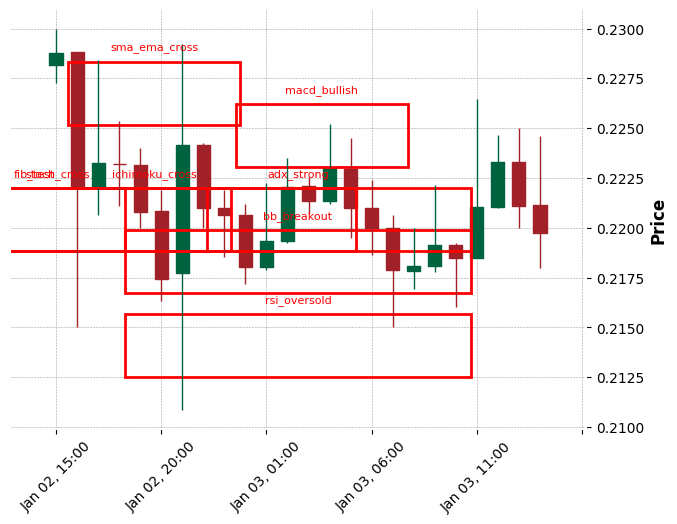 sma_ema_cross
macd_bullish
stoch_cross
ichimoku_cross
adx_strong
bb_breakout
rsi_oversold
0.2300
0.2275
0.2250
0.2225
0.2200
0.2175
0.2150
0.2125
0.2100
Price
Jan 02, 15:00
Jan 02, 20:00
Jan 03, 01:00
Jan 03, 06:00
Jan 03, 11:00